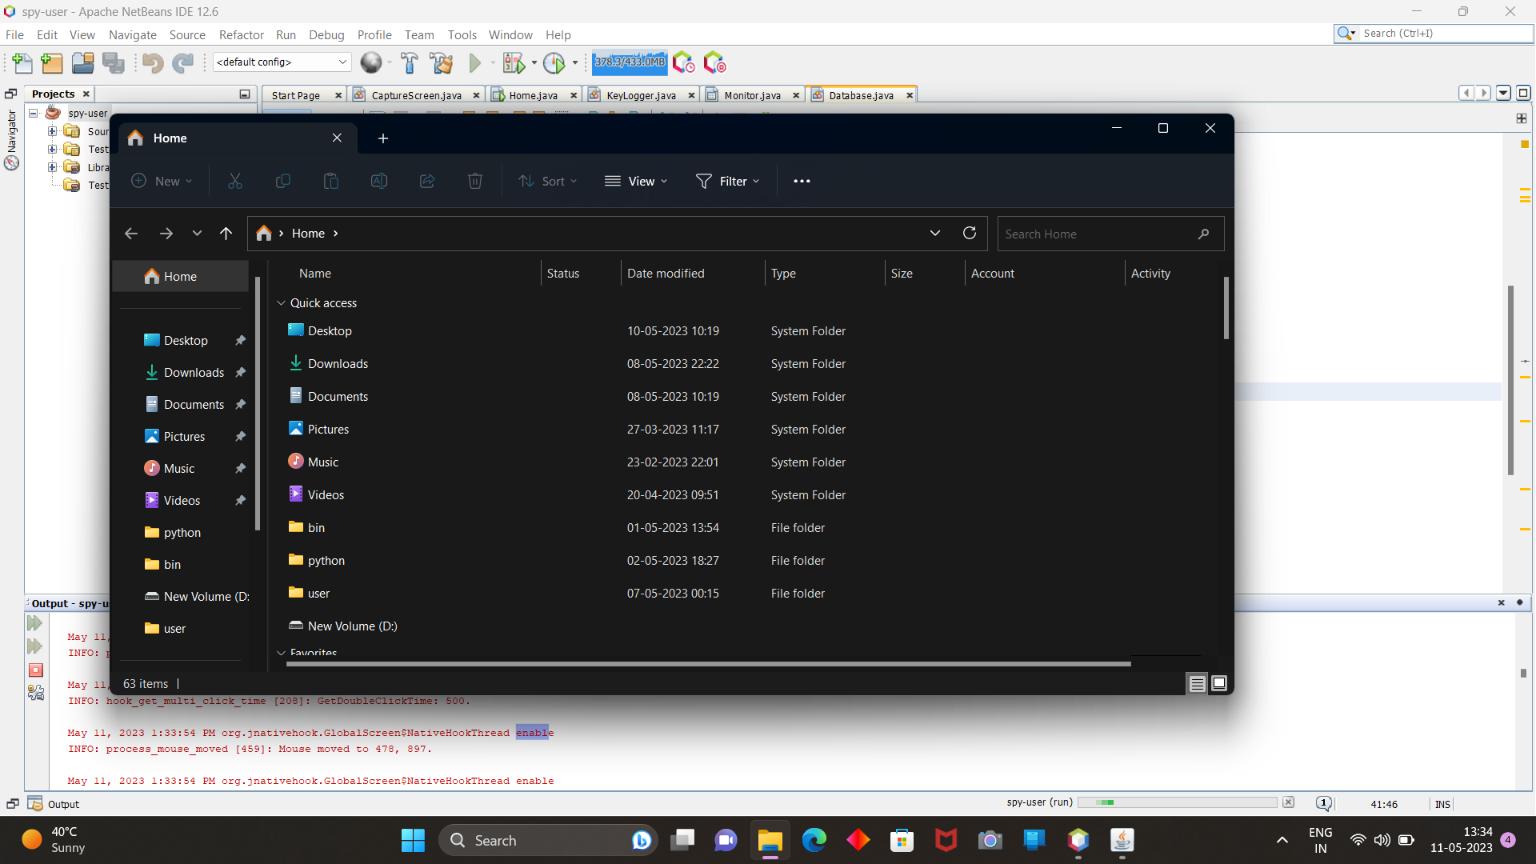 spy-user - Apache NetBeans IDE 12.6
File Edit View Navigate Source Refactor Run Debug Profile Team Tools Window Help
Search (Ctrl+I)
<default config>
378.3/433.0MB
Projects
Start Page
CaptureScreen.java
Home.java
KeyLogger.java
Monitor.java
Database.java
Navigator
spy-user
Sour
Test
Libra
Test
Home
New
Sort
View
Filter
Home
Search Home
Home
Desktop
Downloads
Documents
Pictures
Music
Videos
python
bin
New Volume (D:
user
Name Status Date modified Type Size Account Activity
Quick access
Desktop 10-05-2023 10:19 System Folder
Downloads 08-05-2023 22:22 System Folder
Documents 08-05-2023 10:19 System Folder
Pictures 27-03-2023 11:17 System Folder
Music 23-02-2023 22:01 System Folder
Videos 20-04-2023 09:51 System Folder
bin 01-05-2023 13:54 File folder
python 02-05-2023 18:27 File folder
user 07-05-2023 00:15 File folder
New Volume (D:)
Favorites
63 items
Output - spy-u
May 11,
INFO: p
May 11,
INFO: hook_get_multi_click_time [208]: GetDoubleClickTime: 500.
May 11, 2023 1:33:54 PM org.jnativehook.GlobalScreen$NativeHookThread enable
INFO: process_mouse_moved [459]: Mouse moved to 478, 897.
May 11, 2023 1:33:54 PM org.jnativehook.GlobalScreen$NativeHookThread enable
Output
spy-user (run)
1
41:46
INS
40°C
Sunny
Search
ENG
IN
13:34
11-05-2023
4